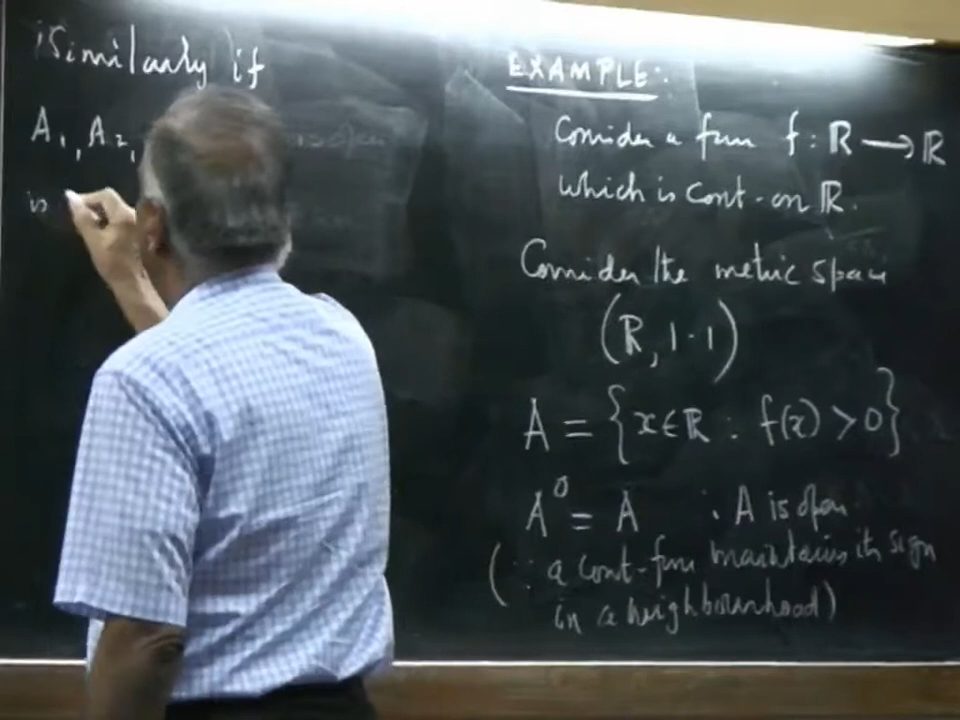 Similarly if
A₁, A₂,
is
EXAMPLE:
Consider a fun f : ℝ ⟶ ℝ
which is cont. on ℝ.
Consider the metric space
(ℝ, |·|)
A = {x∈ℝ : f(x) > 0}
A⁰ = A ∴ A is open
(∵ a cont. fun maintains its sign
in a neighbourhood)